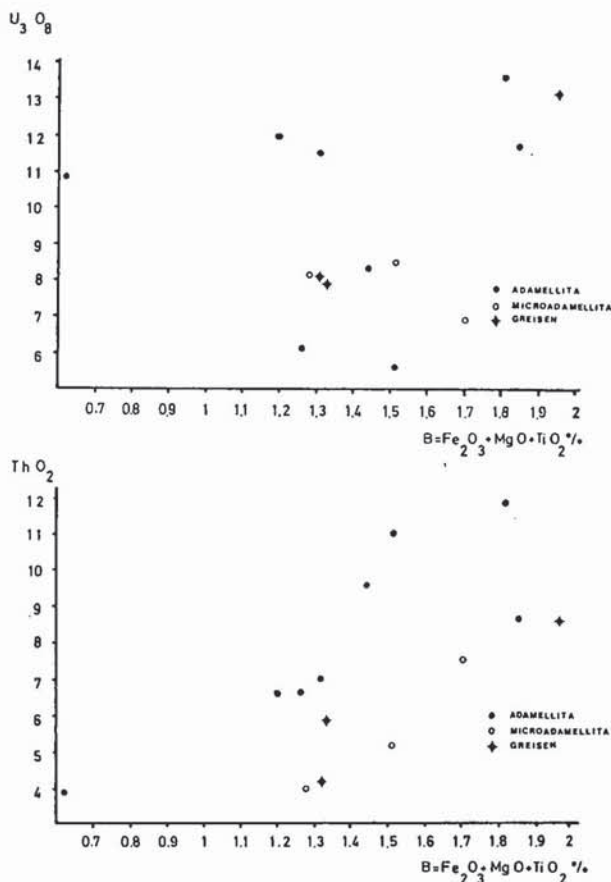 U3 O8
14
13
12
11
10
9
8
7
6
● ADAMELLITA
○ MICROADAMELLITA
✦ GREISEN
0.7 0.8 0.9 1 1.1 1.2 1.3 1.4 1.5 1.6 1.7 1.8 1.9 2
B=Fe2O3+MgO+TiO2%
Th O2
12
11
10
9
8
7
6
5
4
● ADAMELLITA
○ MICROADAMELLITA
✦ GREISEN
0.7 0.8 0.9 1 1.1 1.2 1.3 1.4 1.5 1.6 1.7 1.8 1.9 2
B=Fe2O3+MgO+TiO2%